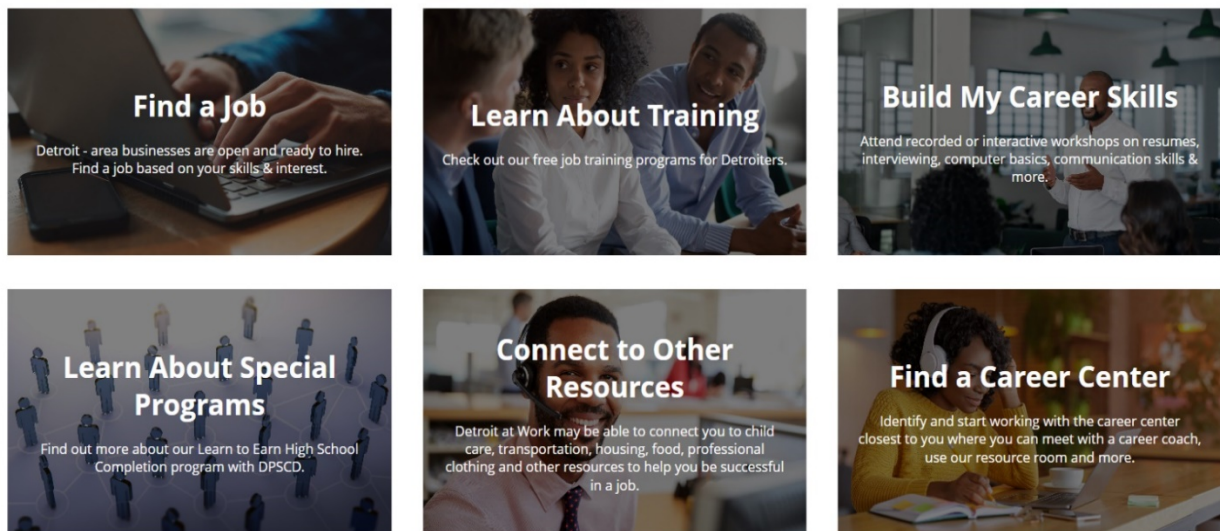 Find a Job
Detroit - area businesses are open and ready to hire.
Find a job based on your skills & interest.
Learn About Training
Check out our free job training programs for Detroiters.
Build My Career Skills
Attend recorded or interactive workshops on resumes,
interviewing, computer basics, communication skills &
more.
Learn About Special
Programs
Find out more about our Learn to Earn High School
Completion program with DPSCD.
Connect to Other
Resources
Detroit at Work may be able to connect you to child
care, transportation, housing, food, professional
clothing and other resources to help you be successful
in a job.
Find a Career Center
Identify and start working with the career center
closest to you where you can meet with a career coach,
use our resource room and more.